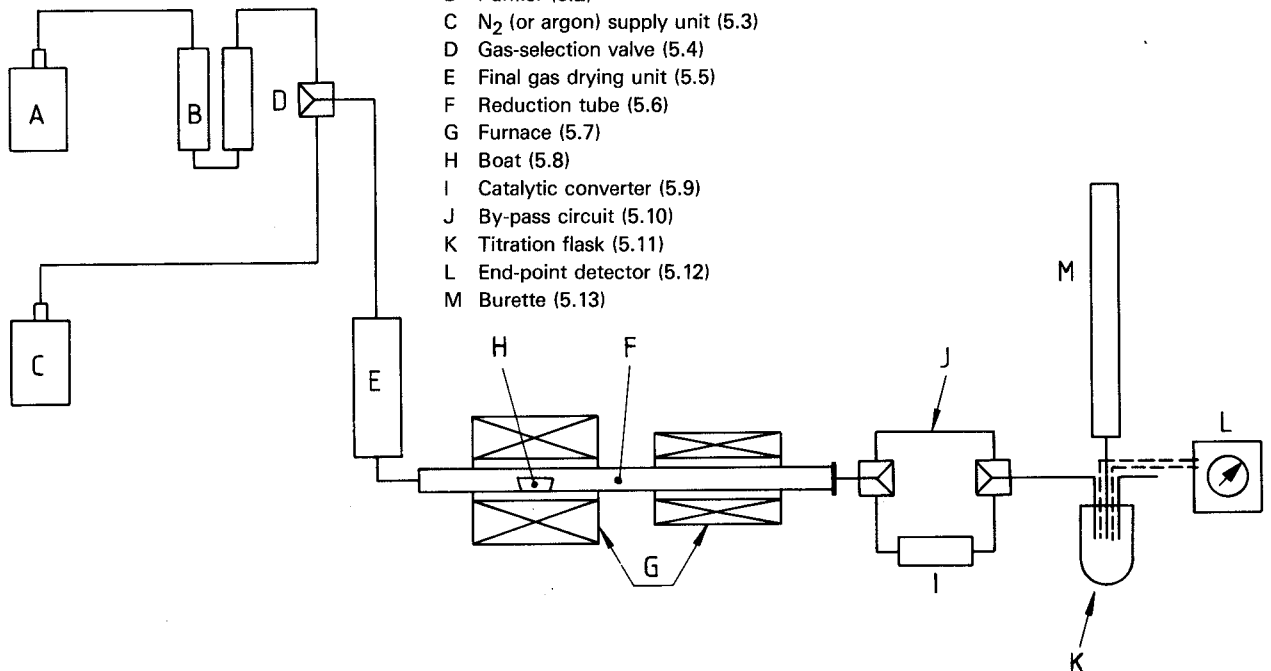 C N₂ (or argon) supply unit (5.3)
D Gas-selection valve (5.4)
E Final gas drying unit (5.5)
F Reduction tube (5.6)
G Furnace (5.7)
H Boat (5.8)
I Catalytic converter (5.9)
J By-pass circuit (5.10)
K Titration flask (5.11)
L End-point detector (5.12)
M Burette (5.13)
A
B
D
C
E
H
F
G
J
I
M
L
K